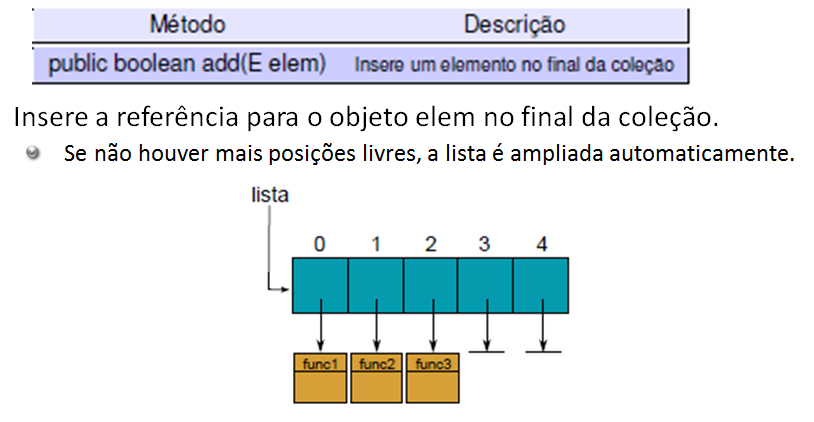 Método Descrição
public boolean add(E elem) Insere um elemento no final da coleção
Insere a referência para o objeto elem no final da coleção.
Se não houver mais posições livres, a lista é ampliada automaticamente.
lista
0 1 2 3 4
func1 func2 func3